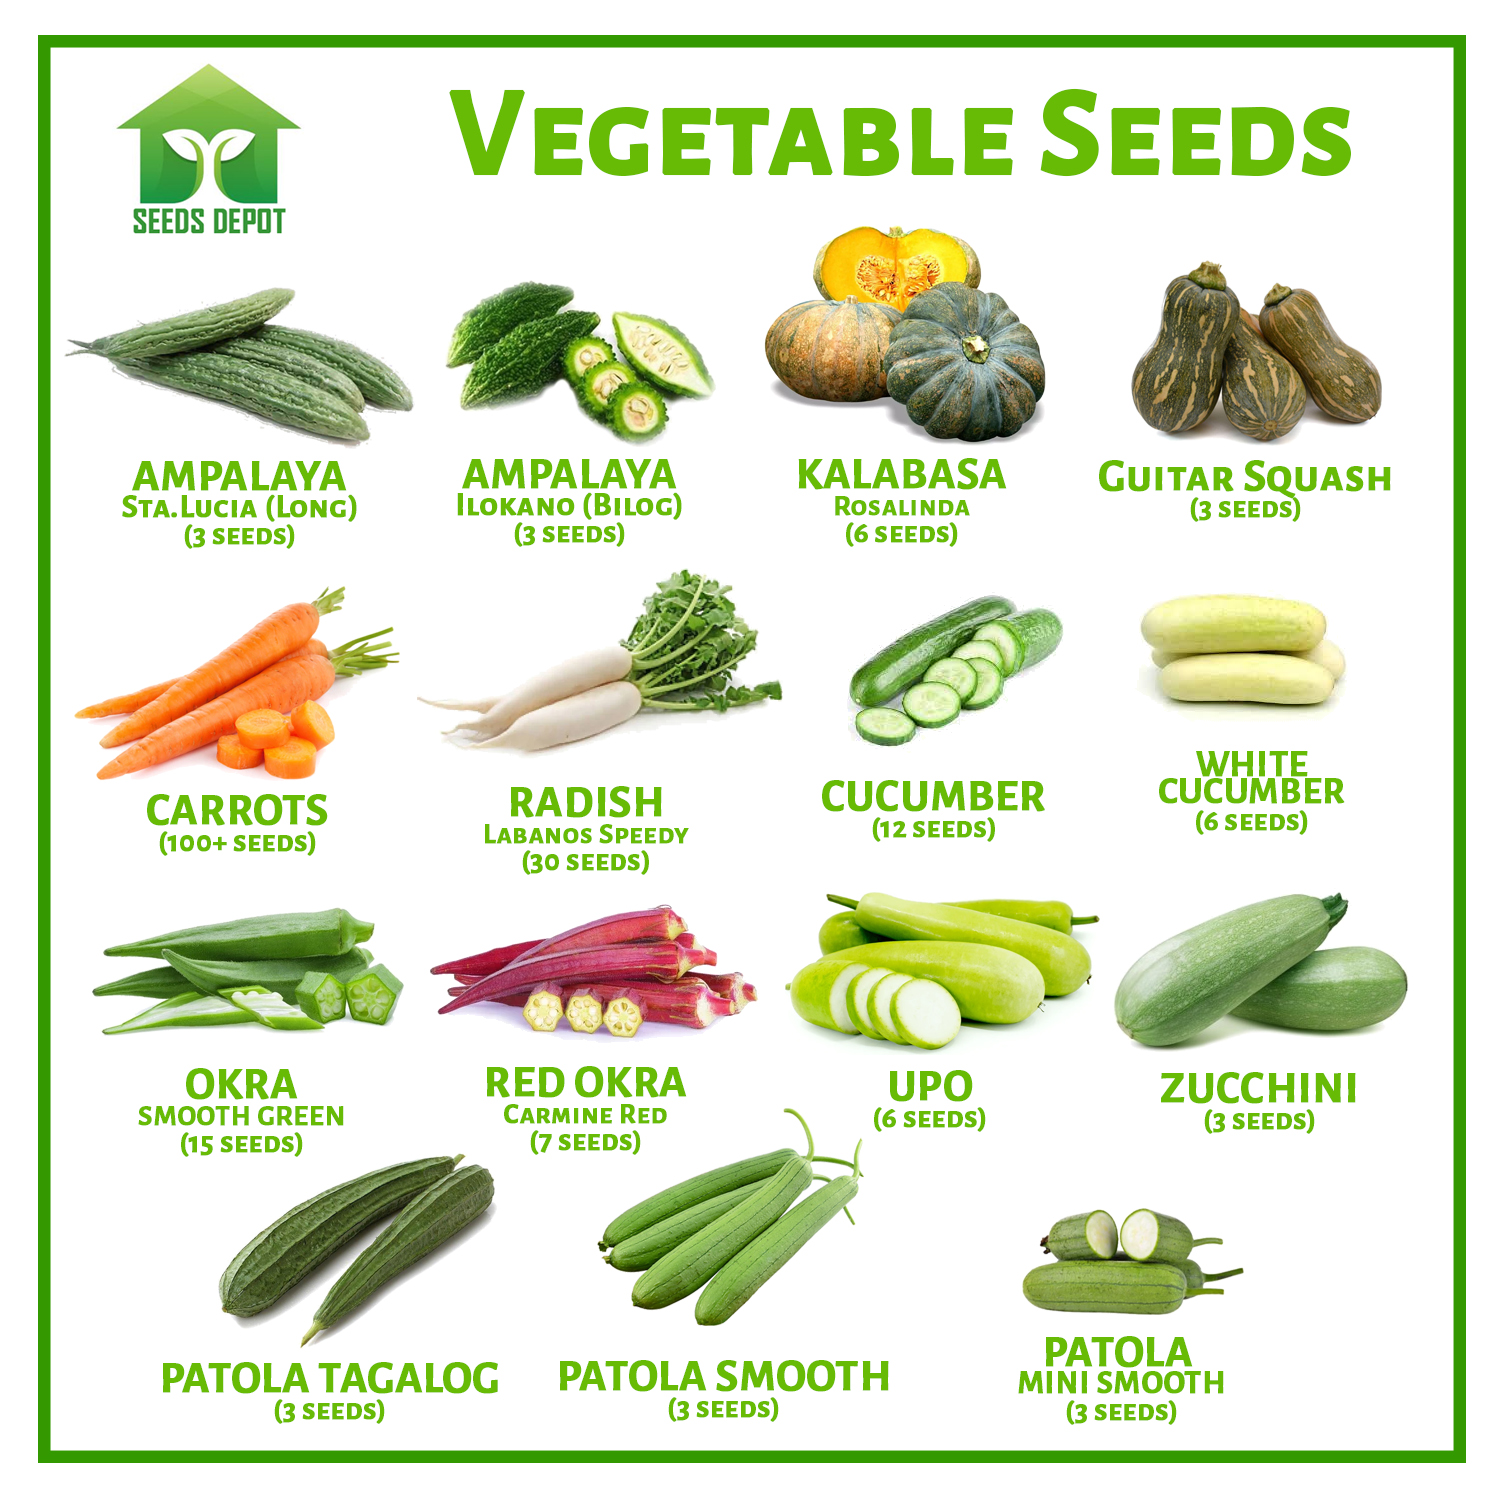 SEEDS DEPOT
VEGETABLE SEEDS
AMPALAYA
STA.LUCIA (LONG)
(3 SEEDS)
AMPALAYA
ILOKANO (BILOG)
(3 SEEDS)
KALABASA
ROSALINDA
(6 SEEDS)
GUITAR SQUASH
(3 SEEDS)
CARROTS
(100+ SEEDS)
RADISH
LABANOS SPEEDY
(30 SEEDS)
CUCUMBER
(12 SEEDS)
WHITE
CUCUMBER
(6 SEEDS)
OKRA
SMOOTH GREEN
(15 SEEDS)
RED OKRA
CARMINE RED
(7 SEEDS)
UPO
(6 SEEDS)
ZUCCHINI
(3 SEEDS)
PATOLA TAGALOG
(3 SEEDS)
PATOLA SMOOTH
(3 SEEDS)
PATOLA
MINI SMOOTH
(3 SEEDS)